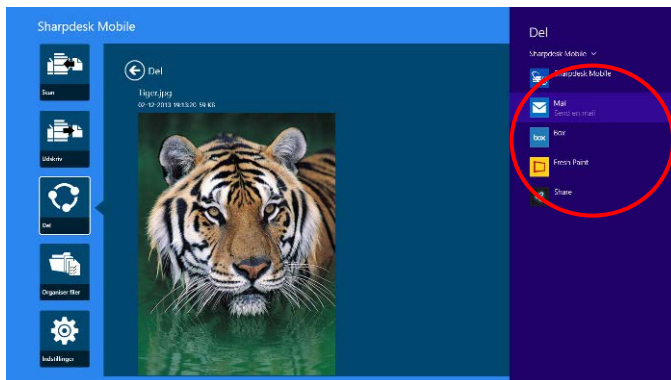 Sharpdesk Mobile
Scan
Udskriv
Del
Organiser filer
Indstillinger
Del
Tiger.jpg
02-12-2013 19:13:20 59 KB
Del
Sharpdesk Mobile
Sharpdesk Mobile
Mail
Send en mail
box
Box
Fresh Paint
Share